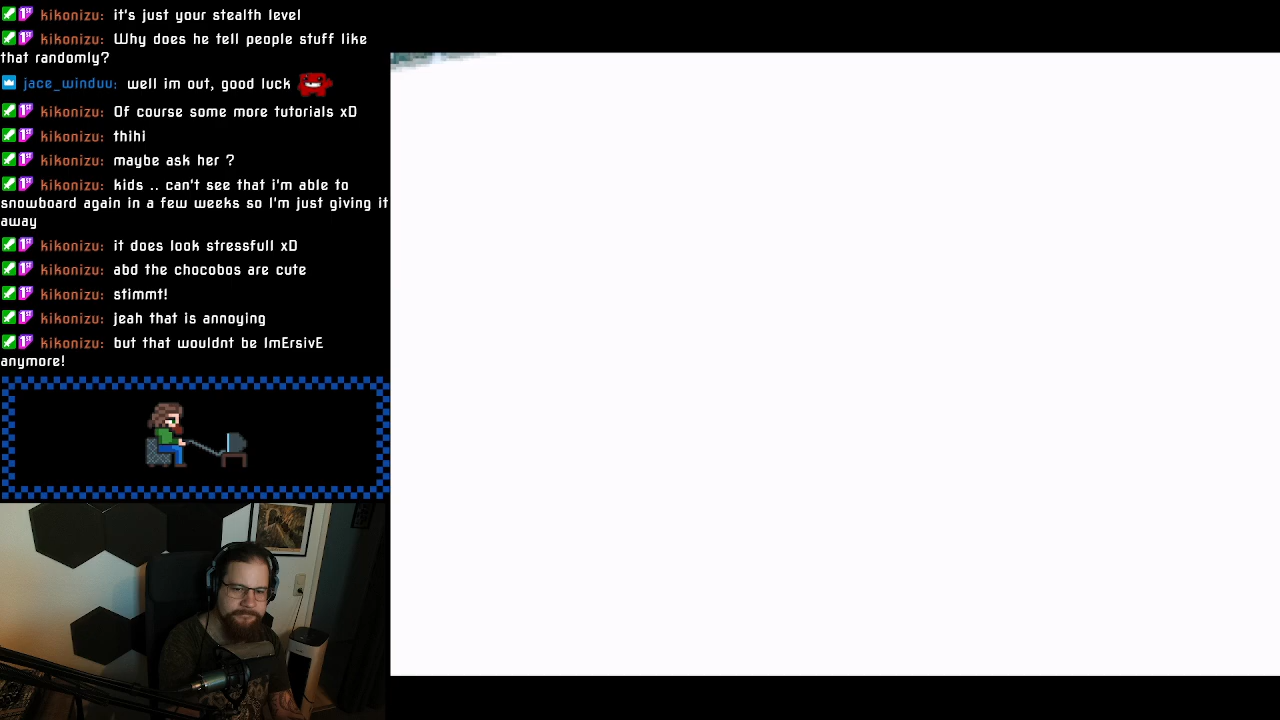 kikonizu: it's just your stealth level
kikonizu: Why does he tell people stuff like
that randomly?
jace_winduu: well im out, good luck
kikonizu: Of course some more tutorials xD
kikonizu: thihi
kikonizu: maybe ask her ?
kikonizu: kids .. can't see that i'm able to
snowboard again in a few weeks so I'm just giving it
away
kikonizu: it does look stressfull xD
kikonizu: abd the chocobos are cute
kikonizu: stimmt!
kikonizu: jeah that is annoying
kikonizu: but that wouldnt be ImErsivE
anymore!